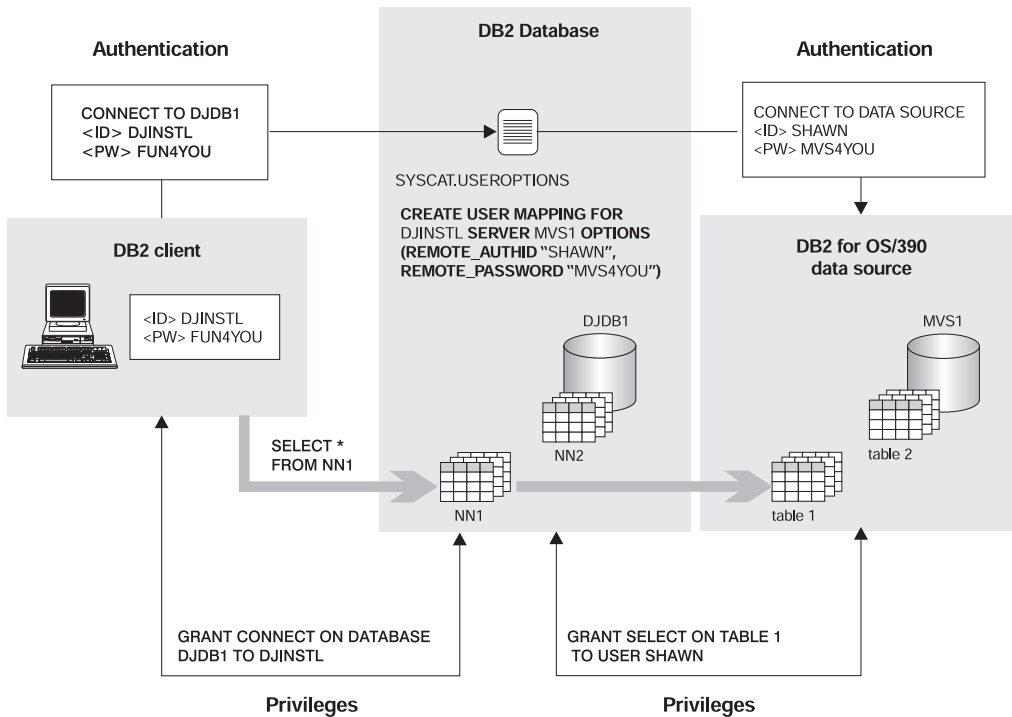 Authentication
CONNECT TO DJDB1
<ID> DJINSTL
<PW> FUN4YOU
DB2 client
<ID> DJINSTL
<PW> FUN4YOU
DB2 Database
SYSCAT.USEROPTIONS
CREATE USER MAPPING FOR
DJINSTL SERVER MVS1 OPTIONS
(REMOTE_AUTHID “SHAWN”,
REMOTE_PASSWORD “MVS4YOU”)
DJDB1
NN2
NN1
Authentication
CONNECT TO DATA SOURCE
<ID> SHAWN
<PW> MVS4YOU
DB2 for OS/390
data source
MVS1
table 2
table 1
SELECT *
FROM NN1
GRANT CONNECT ON DATABASE
DJDB1 TO DJINSTL
Privileges
GRANT SELECT ON TABLE 1
TO USER SHAWN
Privileges